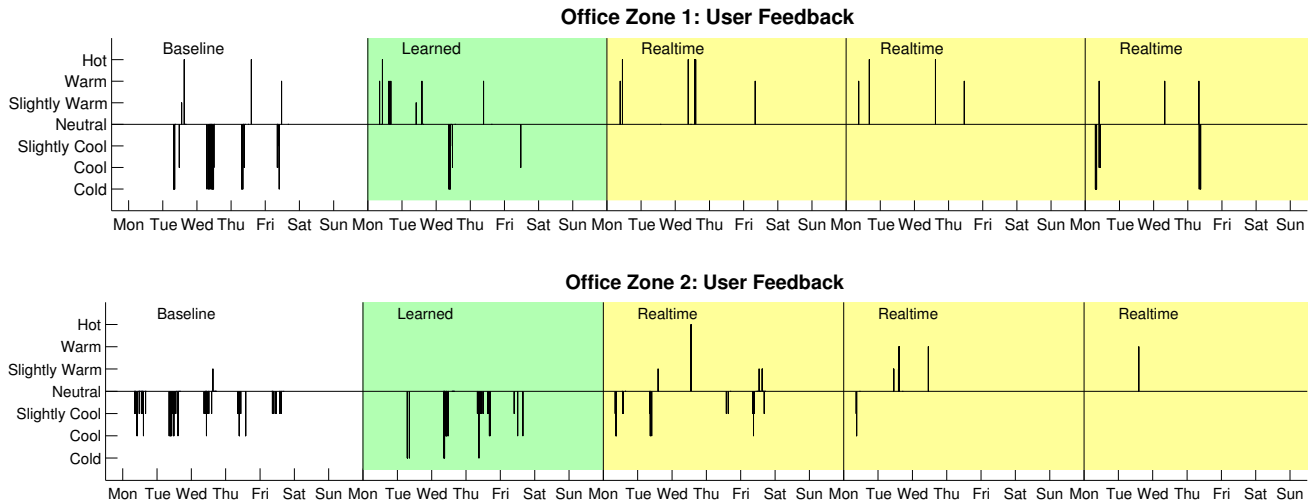 Office Zone 1: User Feedback
Baseline Learned Realtime Realtime Realtime
Hot
Warm
Slightly Warm
Neutral
Slightly Cool
Cool
Cold
Mon Tue Wed Thu Fri Sat Sun Mon Tue Wed Thu Fri Sat Sun Mon Tue Wed Thu Fri Sat Sun Mon Tue Wed Thu Fri Sat Sun Mon Tue Wed Thu Fri Sat Sun
Office Zone 2: User Feedback
Baseline Learned Realtime Realtime Realtime
Hot
Warm
Slightly Warm
Neutral
Slightly Cool
Cool
Cold
Mon Tue Wed Thu Fri Sat Sun Mon Tue Wed Thu Fri Sat Sun Mon Tue Wed Thu Fri Sat Sun Mon Tue Wed Thu Fri Sat Sun Mon Tue Wed Thu Fri Sat Sun